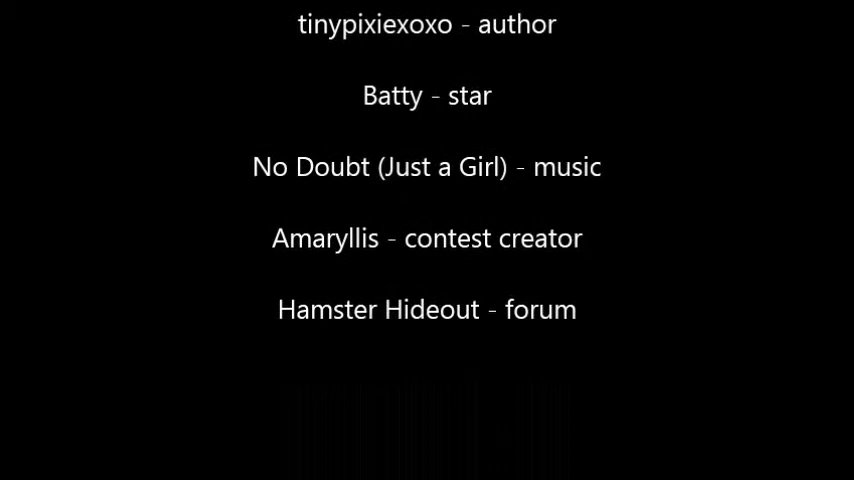 tinypixiexoxo - author
Batty - star
No Doubt (Just a Girl) - music
Amaryllis - contest creator
Hamster Hideout - forum